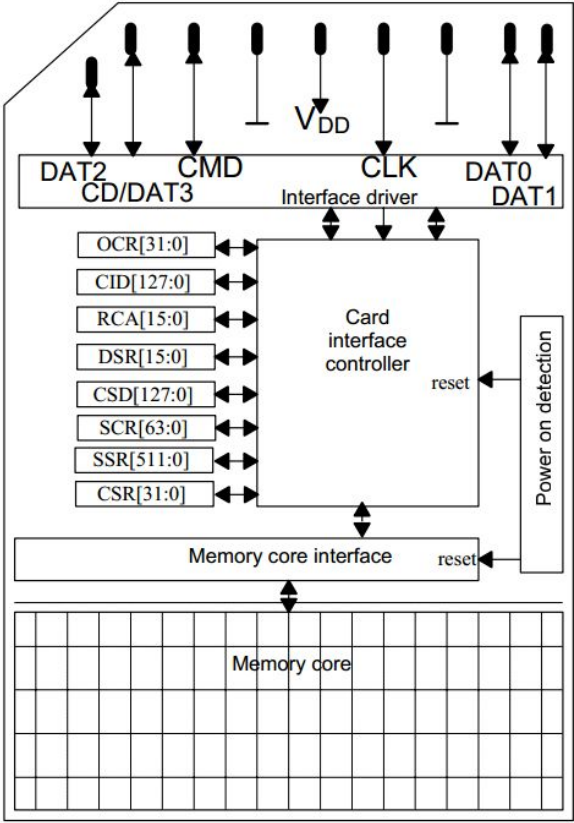 V_DD
DAT2 CMD CLK DAT0
CD/DAT3 DAT1
Interface driver
OCR[31:0]
CID[127:0]
RCA[15:0]
DSR[15:0]
CSD[127:0]
SCR[63:0]
SSR[511:0]
CSR[31:0]
Card
interface
controller
reset
Power on detection
Memory core interface
reset
Memory core